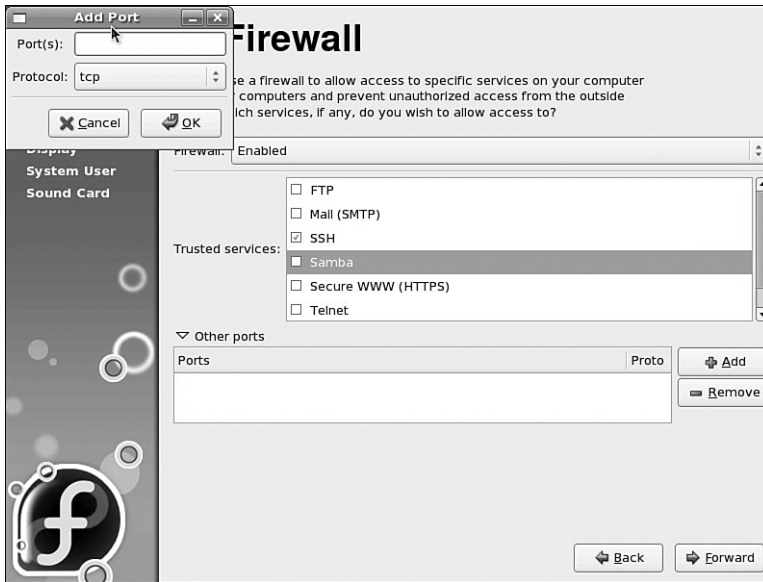 Add Port
Port(s):
Protocol: tcp
Cancel OK
Firewall
se a firewall to allow access to specific services on your computer
computers and prevent unauthorized access from the outside
ich services, if any, do you wish to allow access to?
Display
System User
Sound Card
Firewall: Enabled
Trusted services:
FTP
Mail (SMTP)
SSH
Samba
Secure WWW (HTTPS)
Telnet
Other ports
Ports Proto
Add
Remove
Back Forward